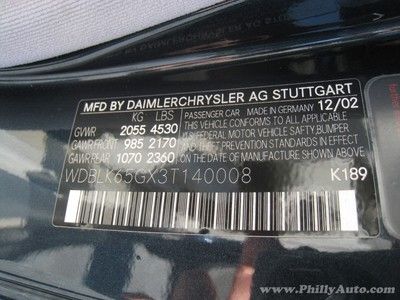 MFD BY DAIMLERCHRYSLER AG STUTTGART
KG LBS PASSENGER CAR MADE IN GERMANY 12/02
GVWR 2055 4530 THIS VEHICLE CONFORMS TO ALL APPLICABLE
GAWR FRONT 985 2170 U.S. FEDERAL MOTOR VEHICLE SAFETY, BUMPER
GAWR REAR 1070 2360 AND THEFT PREVENTION STANDARDS IN EFFECT
ON THE DATE OF MANUFACTURE SHOWN ABOVE
WDBLK65GX3T140008 K189
www.PhillyAuto.com